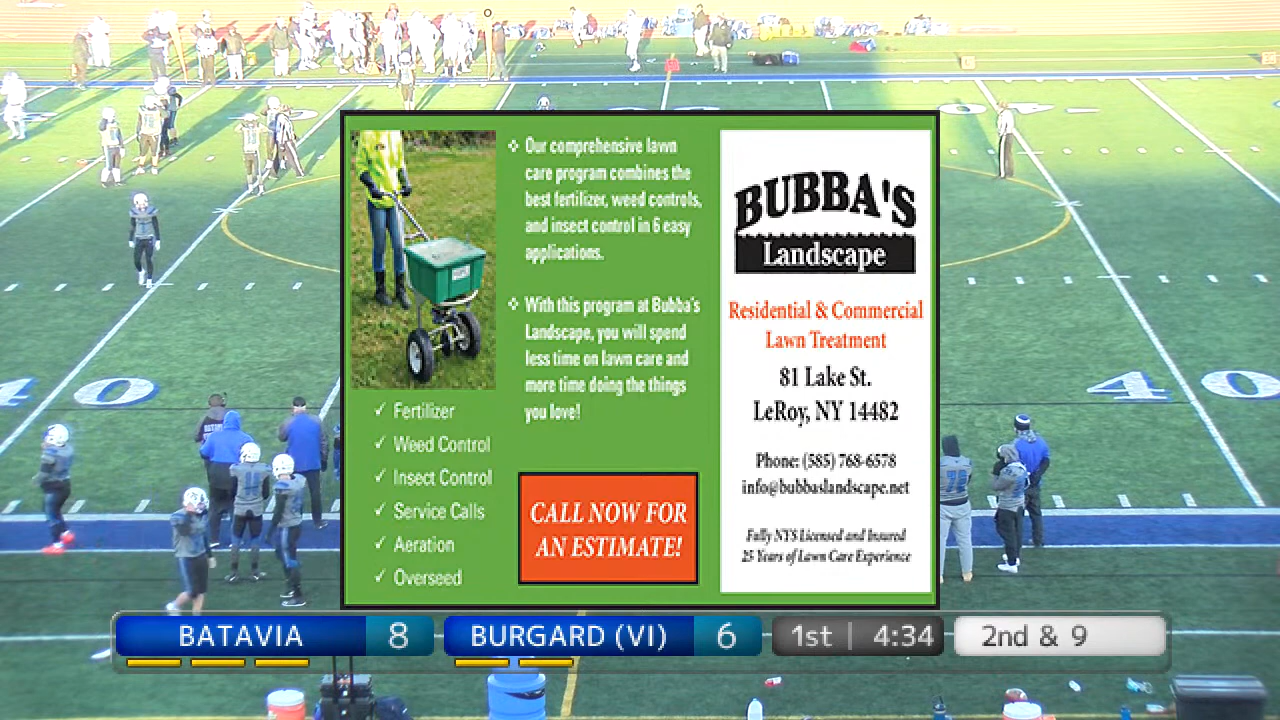 ❖ Our comprehensive lawn
care program combines the
best fertilizer, weed controls,
and insect control in 6 easy
applications.
❖ With this program at Bubba's
Landscape, you will spend
less time on lawn care and
more time doing the things
you love!
✓ Fertilizer
✓ Weed Control
✓ Insect Control
✓ Service Calls
✓ Aeration
✓ Overseed
CALL NOW FOR
AN ESTIMATE!
BUBBA'S
Landscape
Residential & Commercial
Lawn Treatment
81 Lake St.
LeRoy, NY 14482
Phone: (585) 768-6578
info@bubbaslandscape.net
Fully NYS Licensed and Insured
25 Years of Lawn Care Experience
4 0
4 0
BATAVIA 8 BURGARD (VI) 6 1st | 4:34 2nd & 9